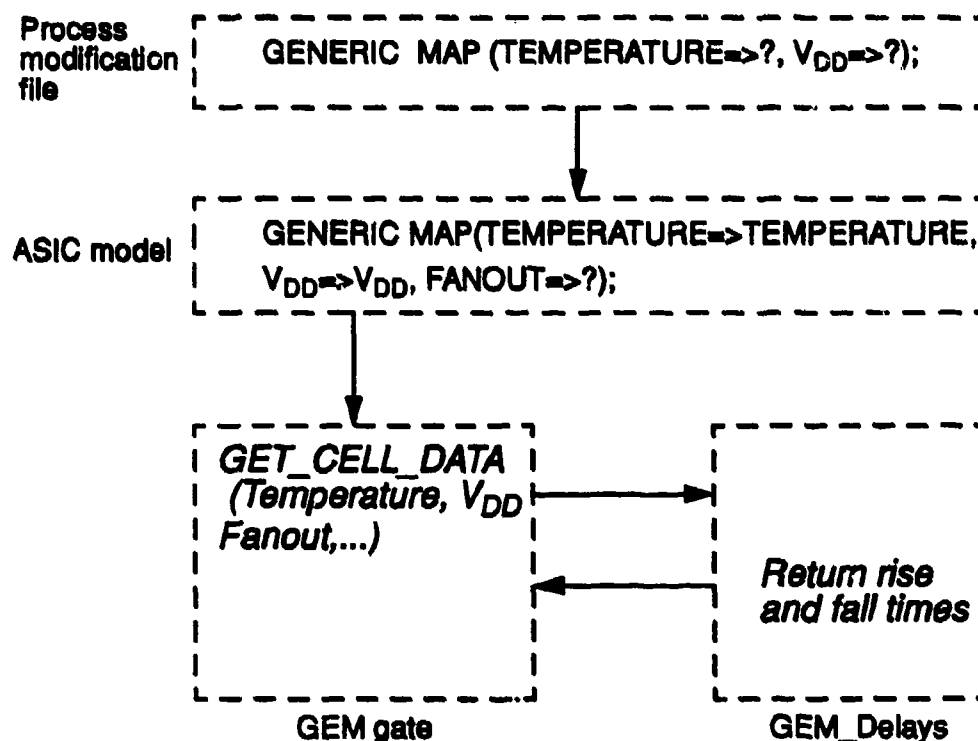 Process
modification
file
GENERIC MAP (TEMPERATURE=>?, VDD=>?);
ASIC model
GENERIC MAP(TEMPERATURE=>TEMPERATURE,
VDD=>VDD, FANOUT=>?);
GET_CELL_DATA
(Temperature, VDD
Fanout,...)
Return rise
and fall times
GEM gate
GEM_Delays